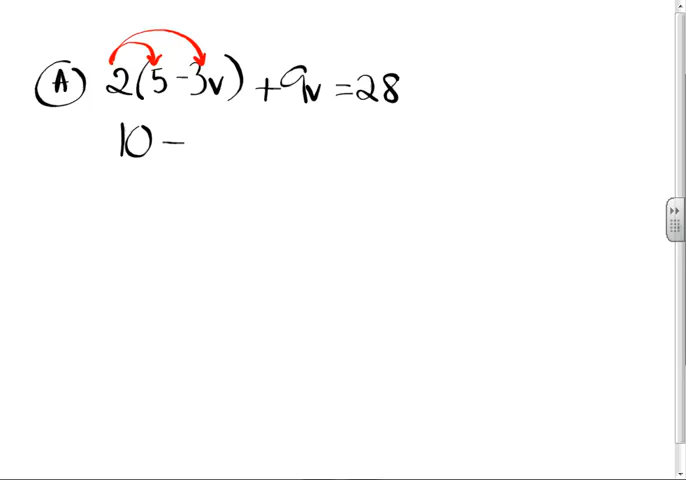 A) 2(5-3v) + 9v = 28
10 -